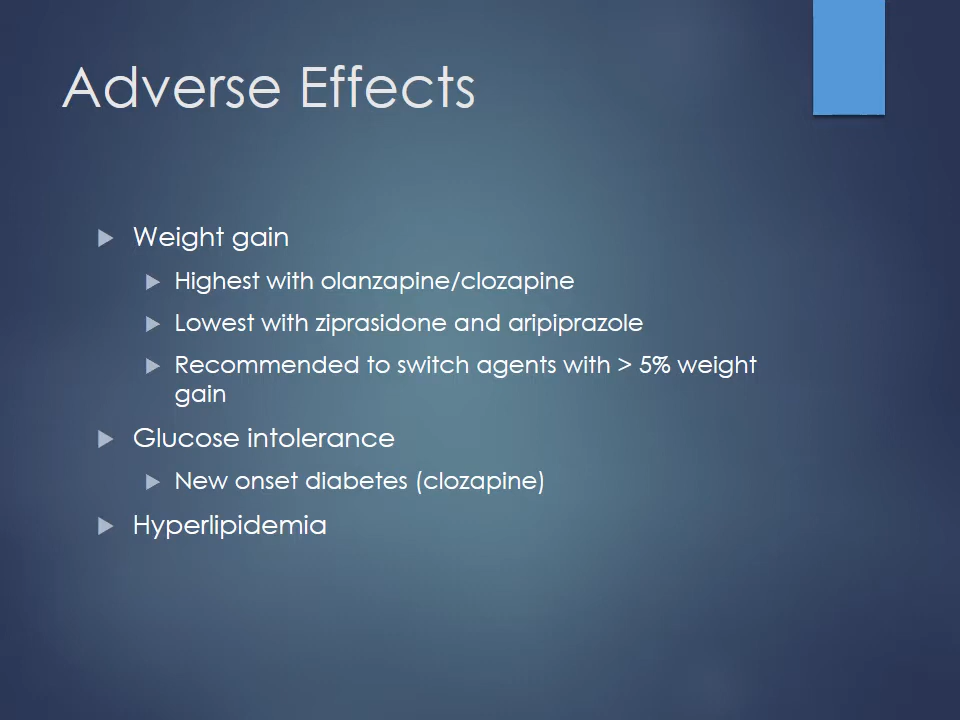 Adverse Effects
Weight gain
Highest with olanzapine/clozapine
Lowest with ziprasidone and aripiprazole
Recommended to switch agents with > 5% weight
gain
Glucose intolerance
New onset diabetes (clozapine)
Hyperlipidemia